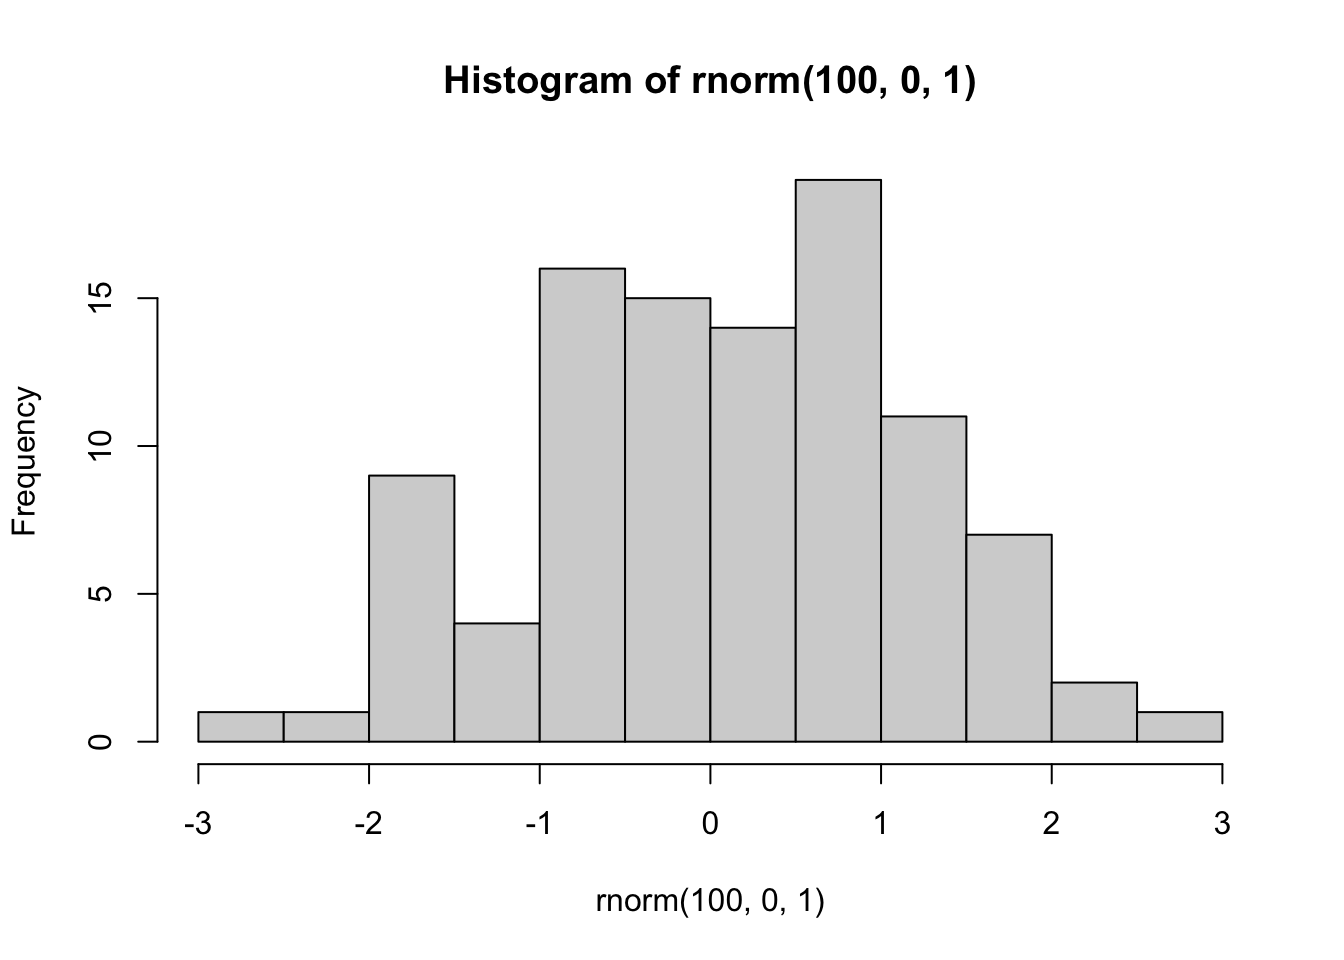 Histogram of rnorm(100, 0, 1)
Frequency
15
10
5
0
-3 -2 -1 0 1 2 3
rnorm(100, 0, 1)